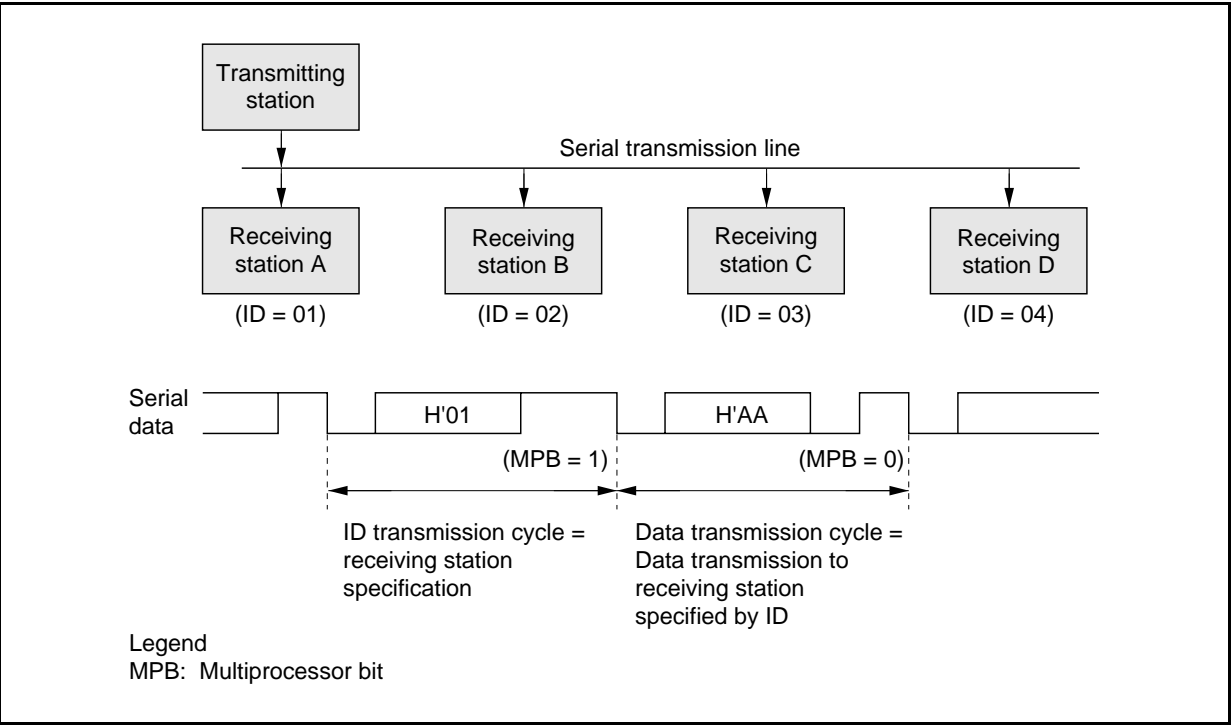 Transmitting
station
Serial transmission line
Receiving
station A
Receiving
station B
Receiving
station C
Receiving
station D
(ID = 01)
(ID = 02)
(ID = 03)
(ID = 04)
Serial
data
H'01
H'AA
(MPB = 1)
(MPB = 0)
ID transmission cycle =
receiving station
specification
Data transmission cycle =
Data transmission to
receiving station
specified by ID
Legend
MPB: Multiprocessor bit